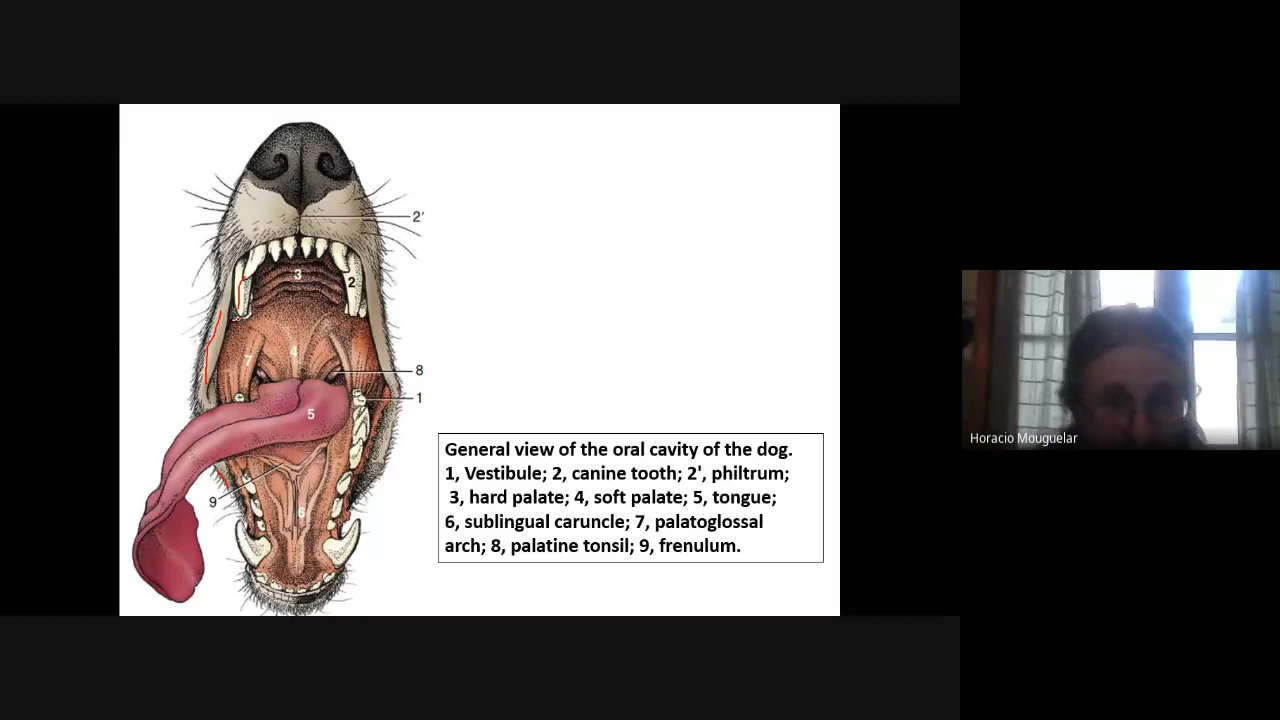 2'
3
2
4
7
8
1
5
9
6
General view of the oral cavity of the dog.
1, Vestibule; 2, canine tooth; 2', philtrum;
3, hard palate; 4, soft palate; 5, tongue;
6, sublingual caruncle; 7, palatoglossal
arch; 8, palatine tonsil; 9, frenulum.
Horacio Mouguelar